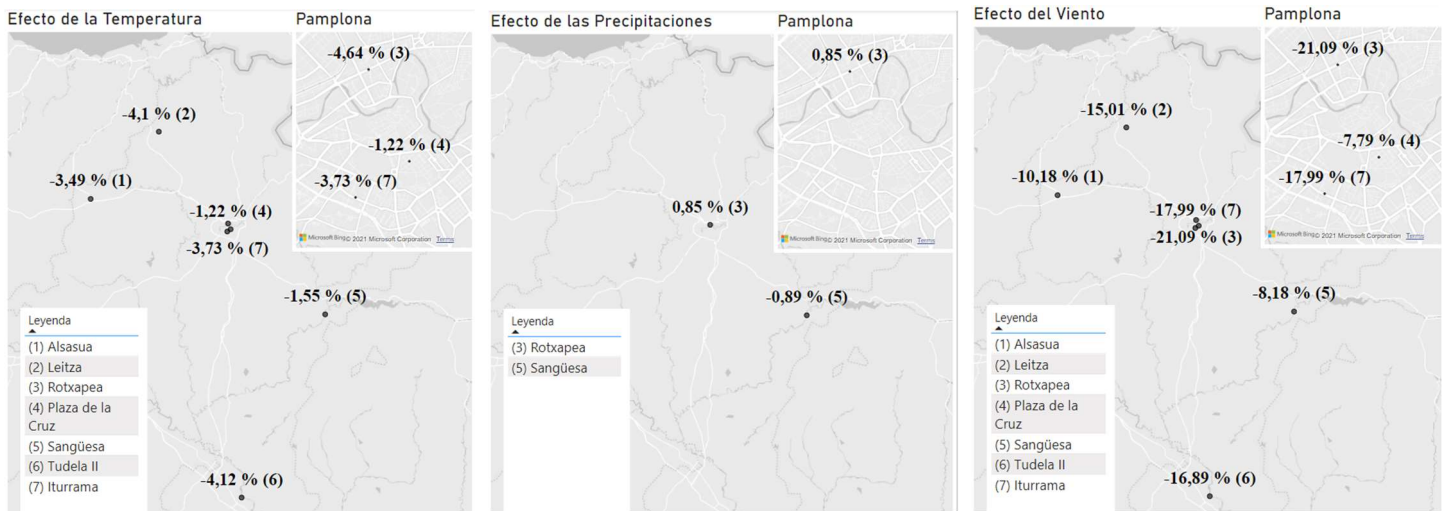 Efecto de la Temperatura
Pamplona
-4,64 % (3)
-4,1 % (2)
-1,22 % (4)
-3,49 % (1)
-3,73 % (7)
-1,22 % (4)
-3,73 % (7)
Microsoft Bing © 2021 Microsoft Corporation Terms
-1,55 % (5)
Leyenda
(1) Alsasua
(2) Leitza
(3) Rotxapea
(4) Plaza de la
Cruz
(5) Sangüesa
(6) Tudela II
(7) Iturrama
-4,12 % (6)
Efecto de las Precipitaciones
Pamplona
0,85 % (3)
0,85 % (3)
Microsoft Bing © 2021 Microsoft Corporation Terms
-0,89 % (5)
Leyenda
(3) Rotxapea
(5) Sangüesa
Efecto del Viento
Pamplona
-21,09 % (3)
-15,01 % (2)
-7,79 % (4)
-10,18 % (1)
-17,99 % (7)
-17,99 % (7)
-21,09 % (3)
Microsoft Bing © 2021 Microsoft Corporation Terms
-8,18 % (5)
Leyenda
(1) Alsasua
(2) Leitza
(3) Rotxapea
(4) Plaza de la
Cruz
(5) Sangüesa
(6) Tudela II
(7) Iturrama
-16,89 % (6)